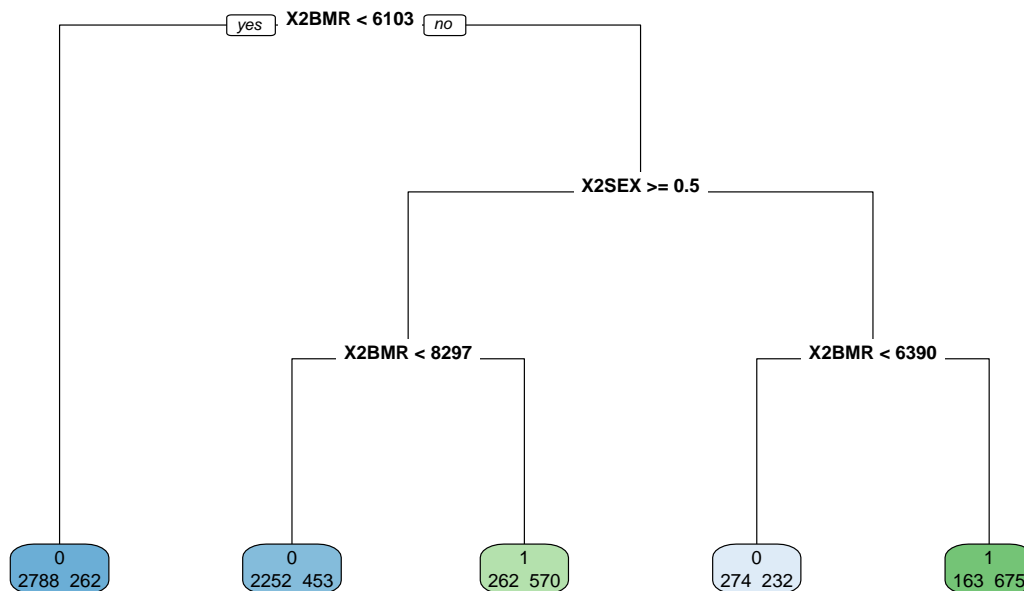 yes X2BMR < 6103 no
X2SEX >= 0.5
X2BMR < 8297
X2BMR < 6390
0
2788 262
0
2252 453
1
262 570
0
274 232
1
163 675